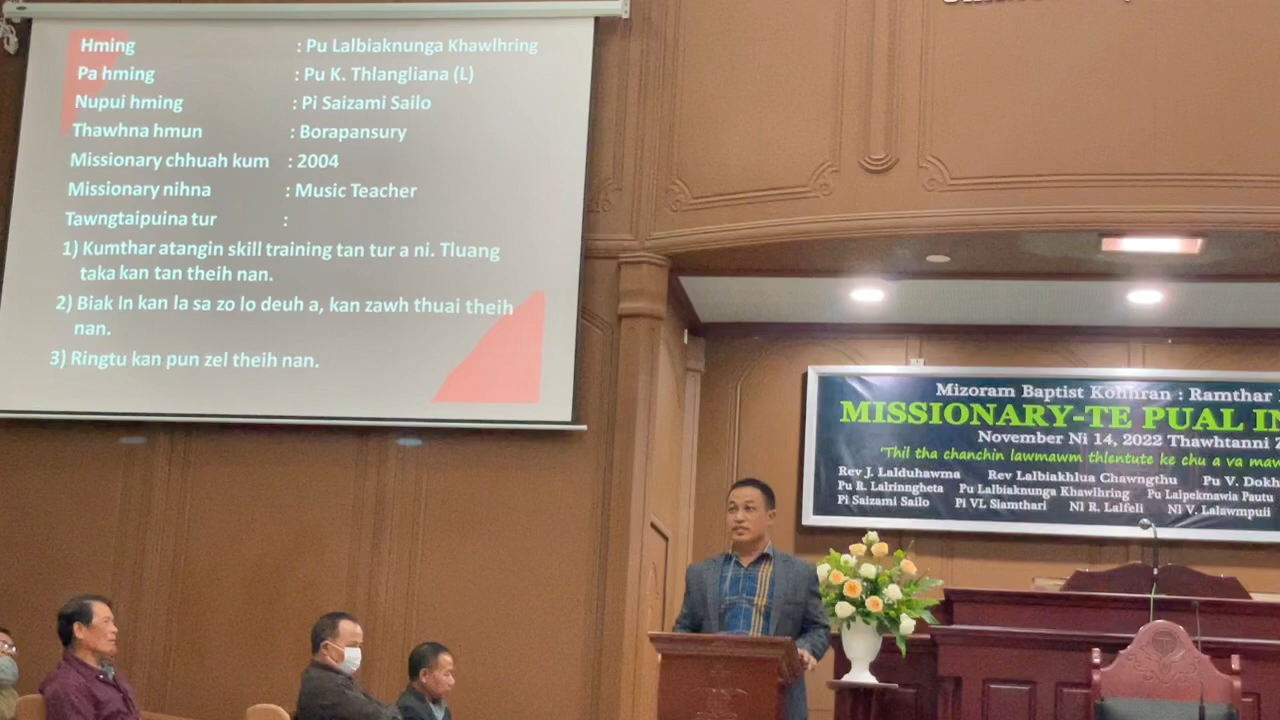 Hming : Pu Lalbiaknunga Khawlhring
Pa hming : Pu K. Thlangliana (L)
Nupui hming : Pi Saizami Sailo
Thawhna hmun : Borapansury
Missionary chhuah kum : 2004
Missionary nihna : Music Teacher
Tawngtaipuina tur :
1) Kumthar atangin skill training tan tur a ni. Tluang
taka kan tan theih nan.
2) Biak In kan la sa zo lo deuh a, kan zawh thuai theih
nan.
3) Ringtu kan pun zel theih nan.
Mizoram Baptist Kohhran : Ramthar
MISSIONARY-TE PUAL IN
November Ni 14, 2022 Thawhtanni
'Thil tha chanchin lawmawm thlentute ke chu a va
Rev J. Lalduhawma Rev Lalbiakhlua Chawngthu Pu V.
Pu R. Lalrinngheta Pu Lalbiaknunga Khawlhring Pu Lalpekmawia Pautu
Pi Saizami Sailo Pi VL Siamthari Ni R. Lalfeli Ni V. Lalawmpuii